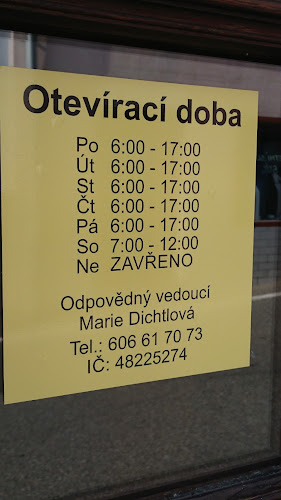 Otevírací doba
Po 6:00 - 17:00
Út 6:00 - 17:00
St 6:00 - 17:00
Čt 6:00 - 17:00
Pá 6:00 - 17:00
So 7:00 - 12:00
Ne ZAVŘENO
Odpovědný vedoucí
Marie Dichtlová
Tel.: 606 61 70 73
IČ: 48225274